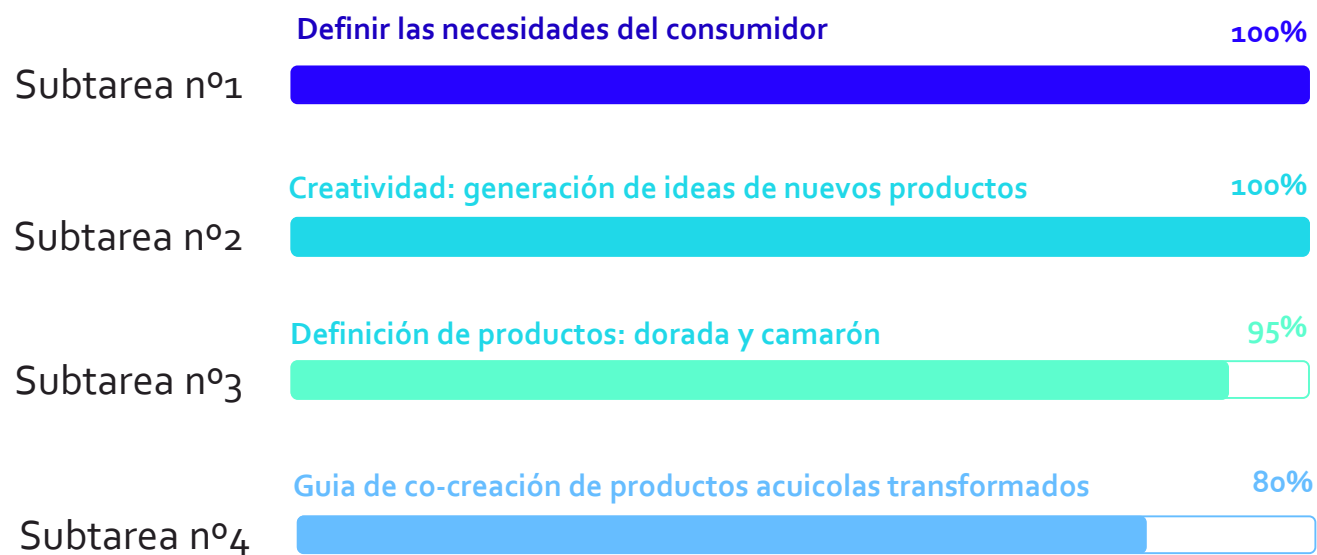 Definir las necesidades del consumidor 100%
Subtarea nº1
Creatividad: generación de ideas de nuevos productos 100%
Subtarea nº2
Definición de productos: dorada y camarón 95%
Subtarea nº3
Guia de co-creación de productos acuicolas transformados 80%
Subtarea nº4